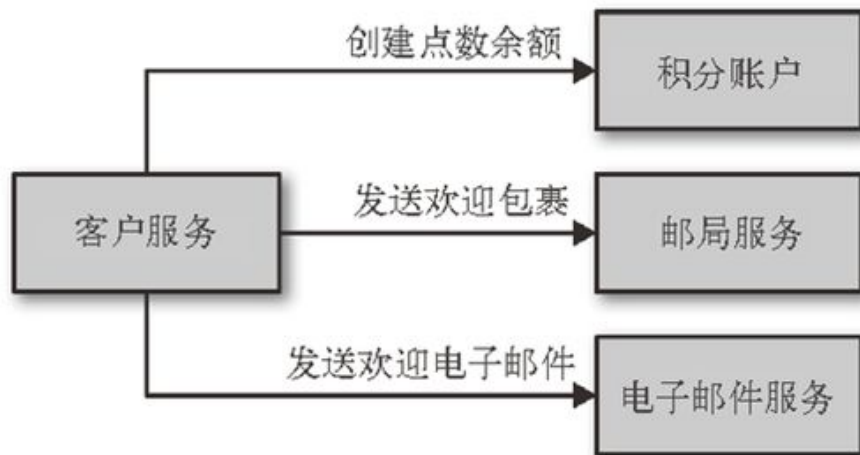 创建点数余额
积分账户
客户服务
发送欢迎包裹
邮局服务
发送欢迎电子邮件
电子邮件服务